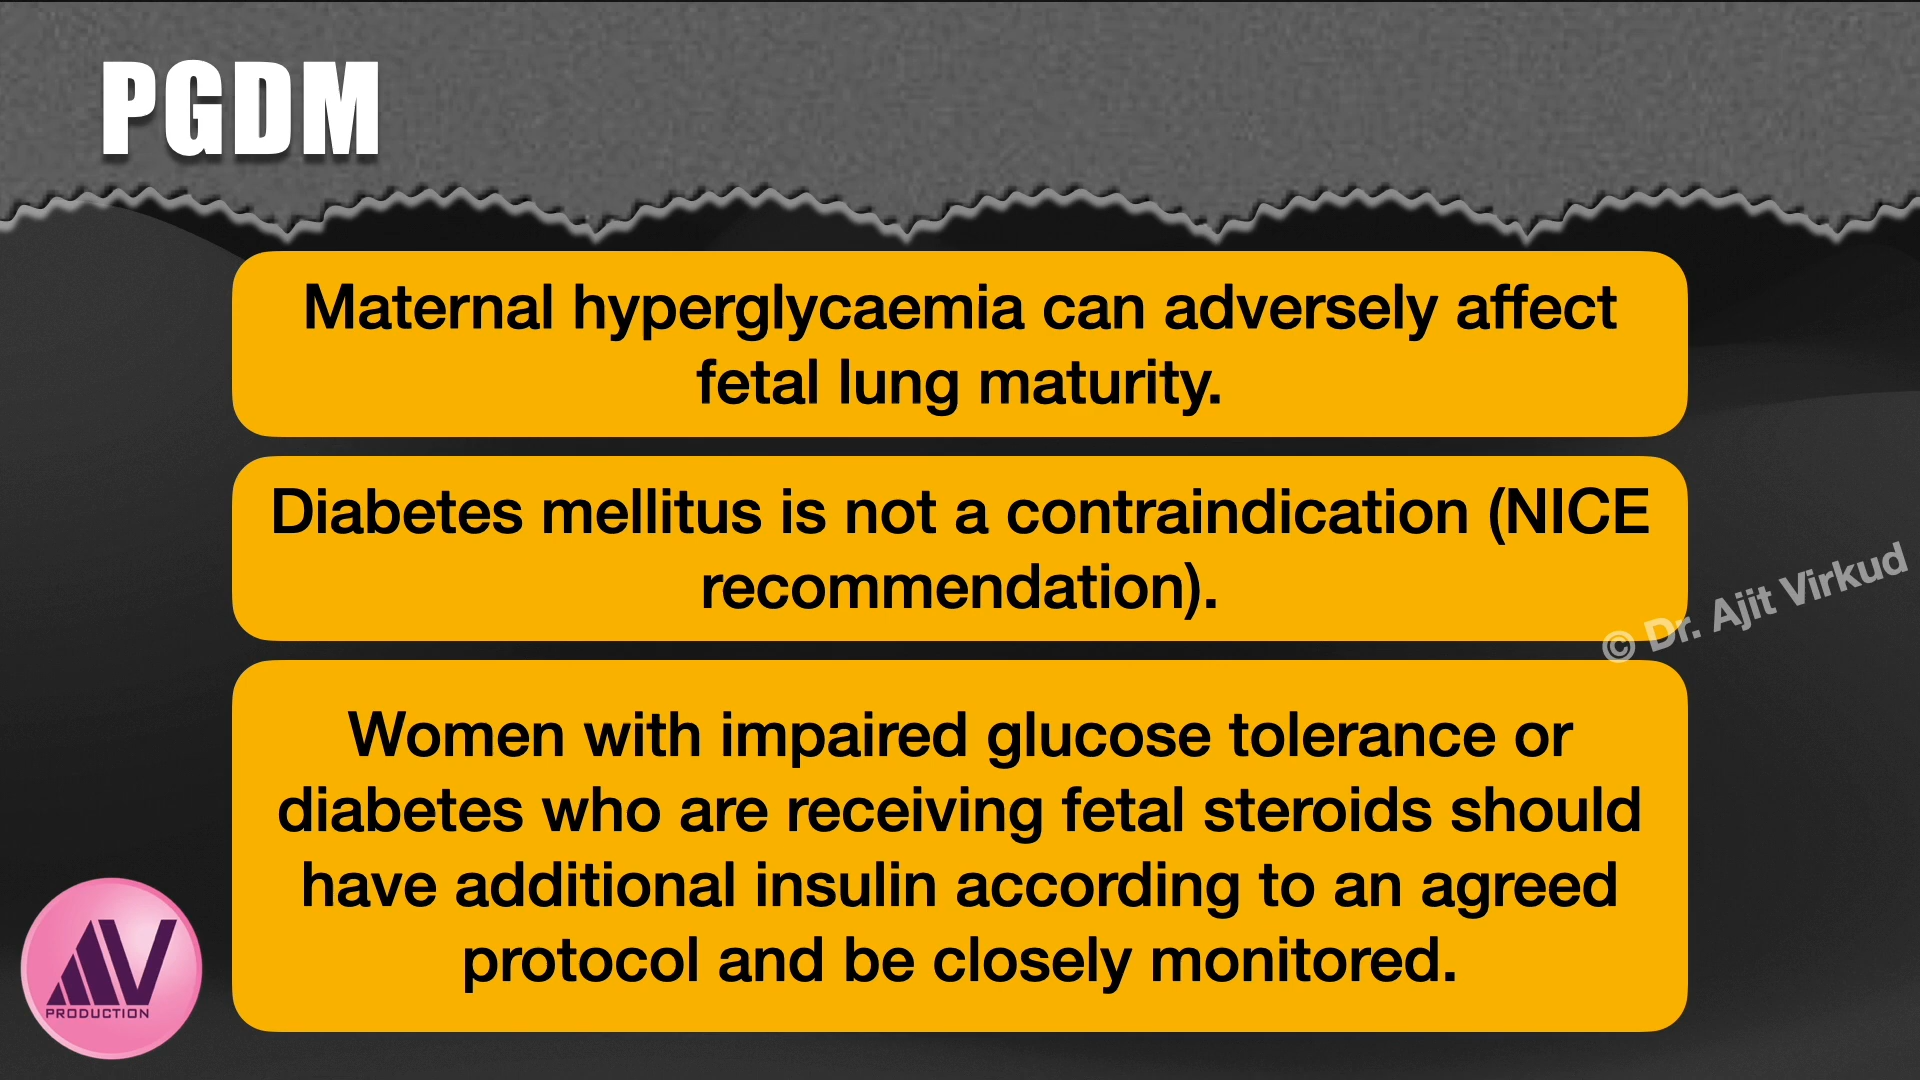 PGDM
Maternal hyperglycaemia can adversely affect
fetal lung maturity.
Diabetes mellitus is not a contraindication (NICE
recommendation).
© Dr. Ajit Virkud
Women with impaired glucose tolerance or
diabetes who are receiving fetal steroids should
have additional insulin according to an agreed
protocol and be closely monitored.
AV
PRODUCTION